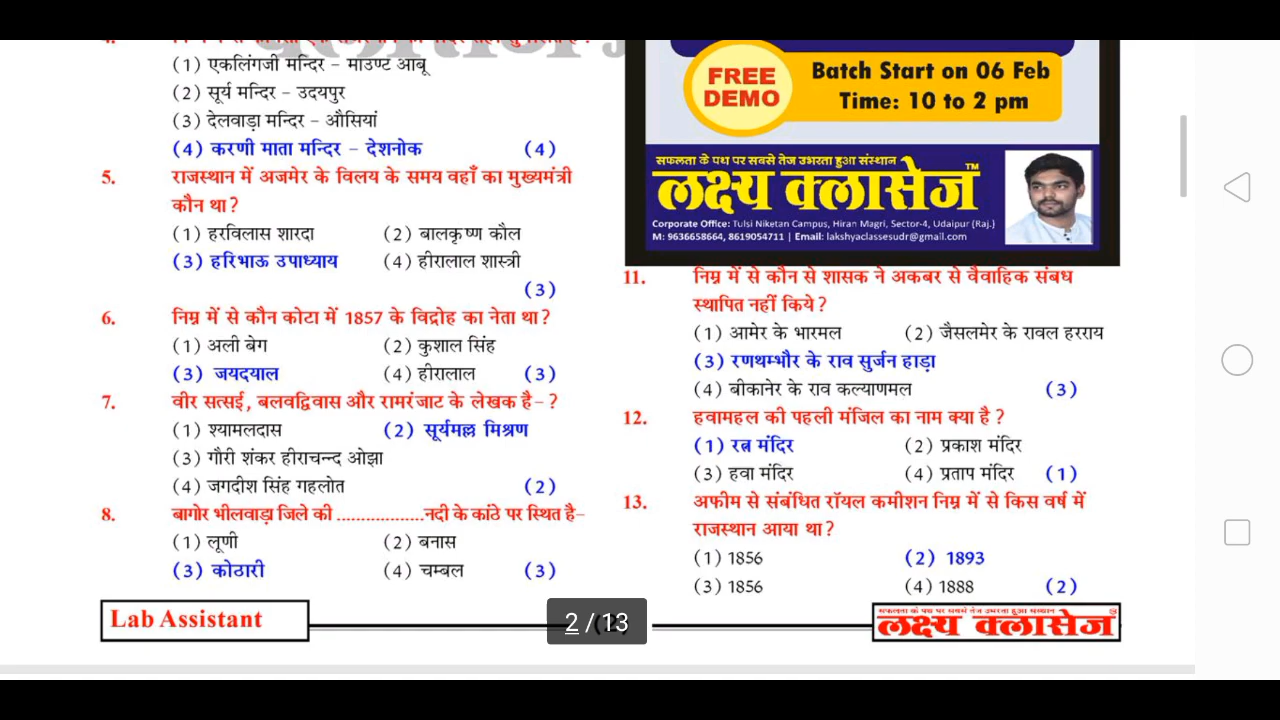 (1) एकलिंगजी मन्दिर – माउण्ट आबू
(2) सूर्य मन्दिर – उदयपुर
(3) देलवाड़ा मन्दिर – औसियां
(4) करणी माता मन्दिर – देशनोक (4)
5. राजस्थान में अजमेर के विलय के समय वहाँ का मुख्यमंत्री
कौन था?
(1) हरविलास शारदा (2) बालकृष्ण कौल
(3) हरिभाऊ उपाध्याय (4) हीरालाल शास्त्री
(3)
6. निम्न में से कौन कोटा में 1857 के विद्रोह का नेता था?
(1) अली बेग (2) कुशाल सिंह
(3) जयदयाल (4) हीरालाल (3)
7. वीर सत्सई, बलवद्विवास और रामरंजाट के लेखक है– ?
(1) श्यामलदास (2) सूर्यमल्ल मिश्रण
(3) गौरी शंकर हीराचन्द ओझा
(4) जगदीश सिंह गहलोत (2)
8. बागोर भीलवाड़ा जिले की ..................नदी के कांठे पर स्थित है–
(1) लूणी (2) बनास
(3) कोठारी (4) चम्बल (3)
FREE
DEMO
Batch Start on 06 Feb
Time: 10 to 2 pm
सफलता के पथ पर सबसे तेज उभरता हुआ संस्थान
लक्ष्य क्लासेज TM
Corporate Office: Tulsi Niketan Campus, Hiran Magri, Sector-4, Udaipur (Raj.)
M: 9636658664, 8619054711 | Email: lakshyaclassesudr@gmail.com
11. निम्न में से कौन से शासक ने अकबर से वैवाहिक संबध
स्थापित नहीं किये?
(1) आमेर के भारमल (2) जैसलमेर के रावल हरराय
(3) रणथम्भौर के राव सुर्जन हाड़ा
(4) बीकानेर के राव कल्याणमल (3)
12. हवामहल की पहली मंजिल का नाम क्या है?
(1) रत्न मंदिर (2) प्रकाश मंदिर
(3) हवा मंदिर (4) प्रताप मंदिर (1)
13. अफीम से संबंधित रॉयल कमीशन निम्न में से किस वर्ष में
राजस्थान आया था?
(1) 1856 (2) 1893
(3) 1856 (4) 1888 (2)
Lab Assistant
2 / 13
सफलता के पथ पर सबसे तेज उभरता हुआ संस्थान
लक्ष्य क्लासेज ®